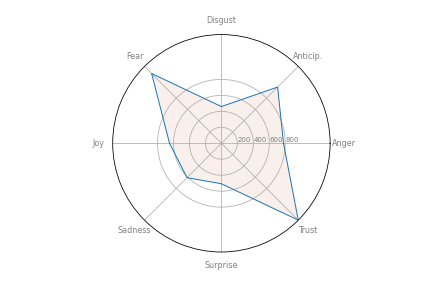 Disgust
Fear
Anticip.
Joy
200 400 600 800
Anger
Sadness
Trust
Surprise